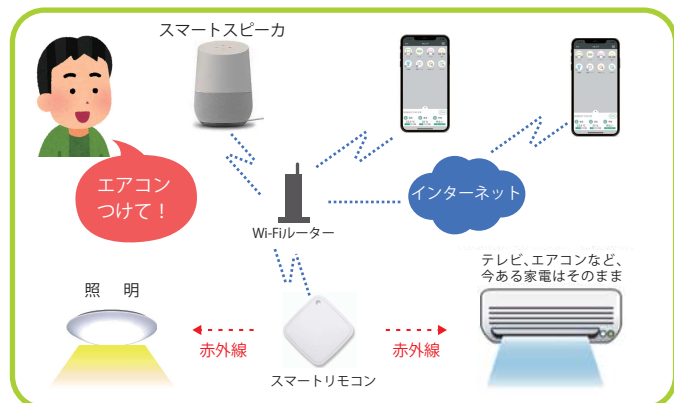 スマートスピーカ
エアコン
つけて！
インターネット
Wi-Fiルーター
テレビ、エアコンなど、
今ある家電はそのまま
照　明
赤外線
赤外線
スマートリモコン